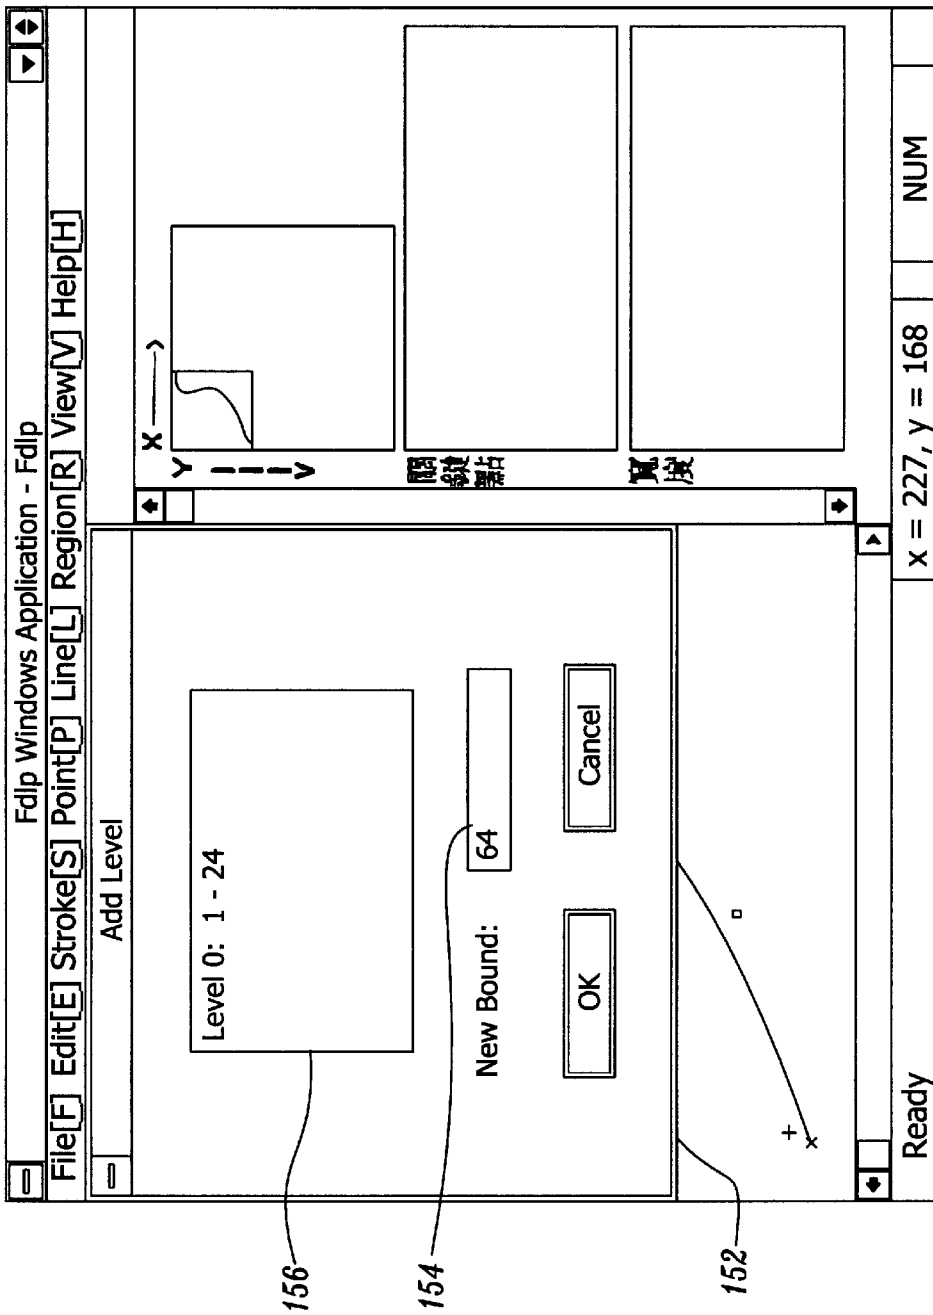 Fdlp Windows Application - Fdlp
File[F] Edit[E] Stroke[S] Point[P] Line[L] Region[R] View[V] Help[H]
Add Level
Level 0: 1 - 24
New Bound: 64
OK Cancel
X
Y
關鍵點
寬度
Ready x = 227, y = 168 NUM
156
154
152